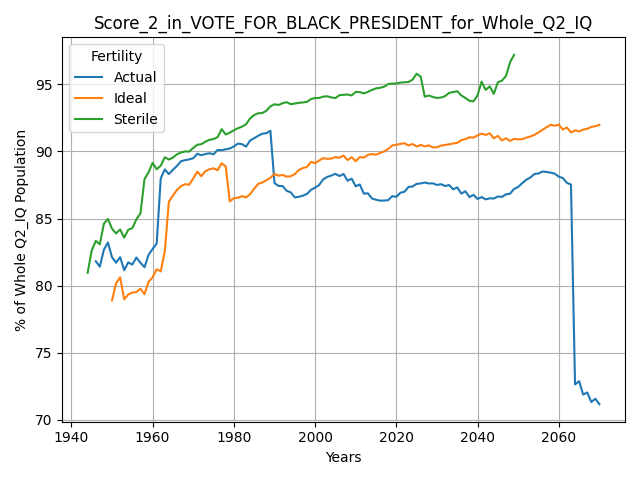 Score_2_in_VOTE_FOR_BLACK_PRESIDENT_for_Whole_Q2_IQ
Fertility
Actual
Ideal
Sterile
% of Whole Q2_IQ Population
95
90
85
80
75
70
1940
1960
1980
2000
2020
2040
2060
Years